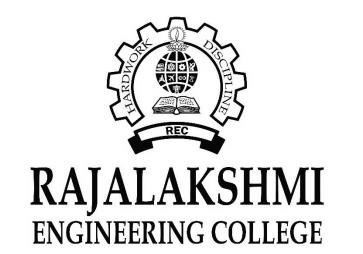 HARDWORK DISCIPLINE
REC
RAJALAKSHMI
ENGINEERING COLLEGE